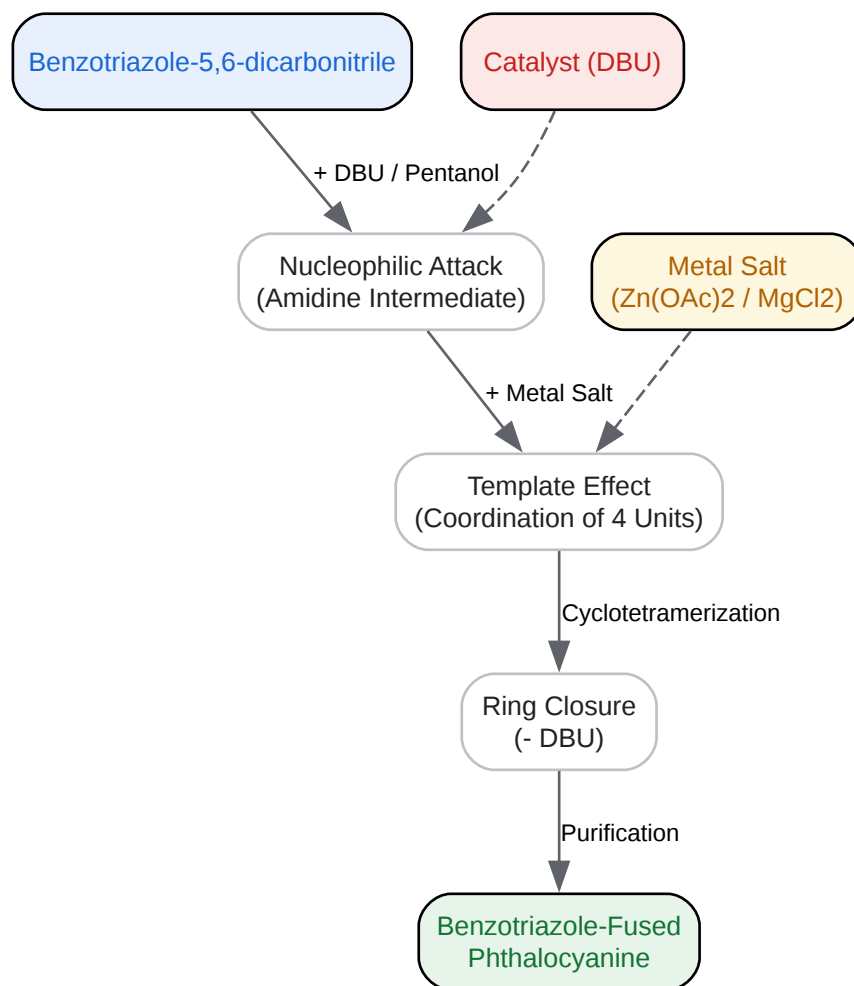 Benzotriazole-5,6-dicarbonitrile
Catalyst (DBU)
+ DBU / Pentanol
Nucleophilic Attack
(Amidine Intermediate)
Metal Salt
(Zn(OAc)2 / MgCl2)
+ Metal Salt
Template Effect
(Coordination of 4 Units)
Cyclotetramerization
Ring Closure
(- DBU)
Purification
Benzotriazole-Fused
Phthalocyanine